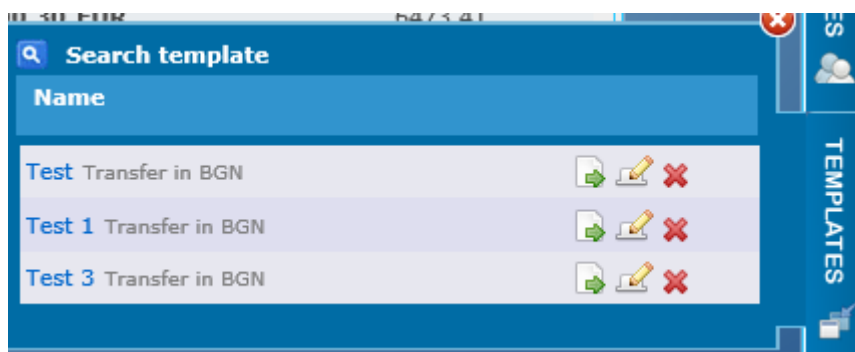 Search template
Name
Test Transfer in BGN
Test 1 Transfer in BGN
Test 3 Transfer in BGN
TEMPLATES